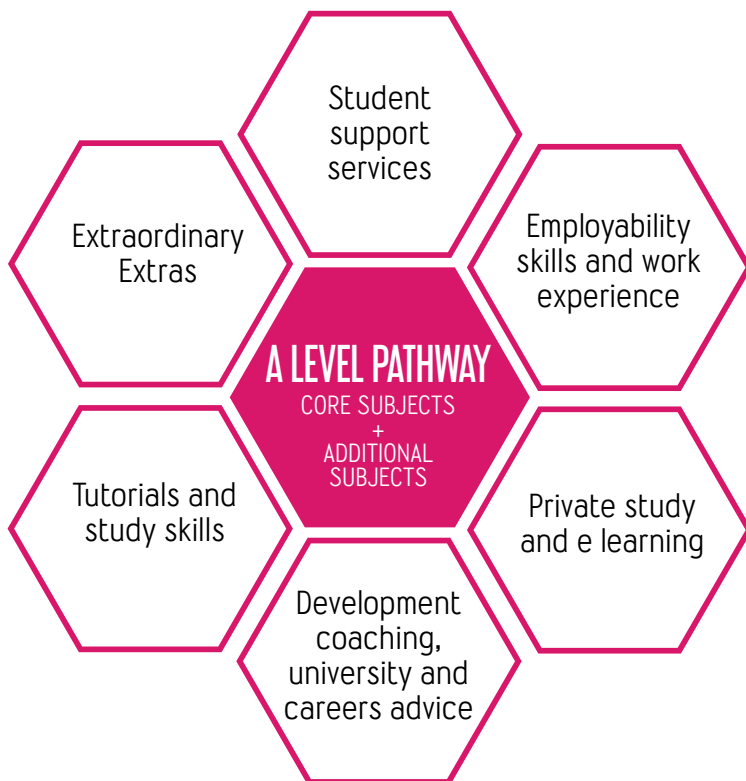 Student
support
services
Extraordinary
Extras
Employability
skills and work
experience
A LEVEL PATHWAY
CORE SUBJECTS
+
ADDITIONAL
SUBJECTS
Tutorials and
study skills
Private study
and e learning
Development
coaching,
university and
careers advice